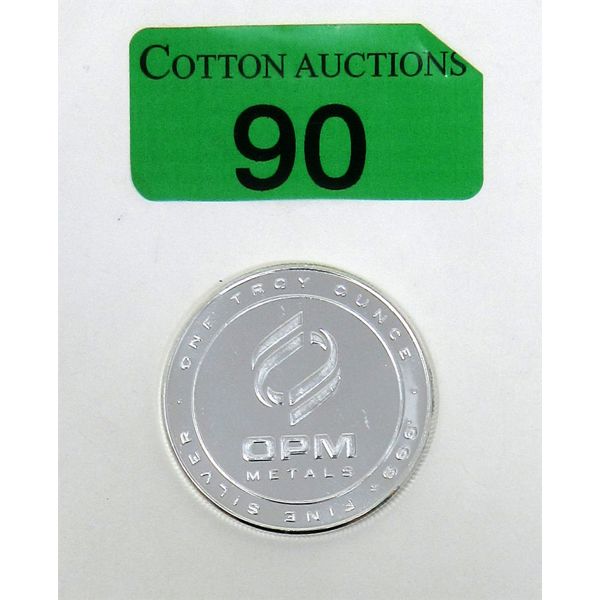 COTTON AUCTIONS
90
ONE TROY OUNCE
OPM
METALS
.999+ FINE SILVER